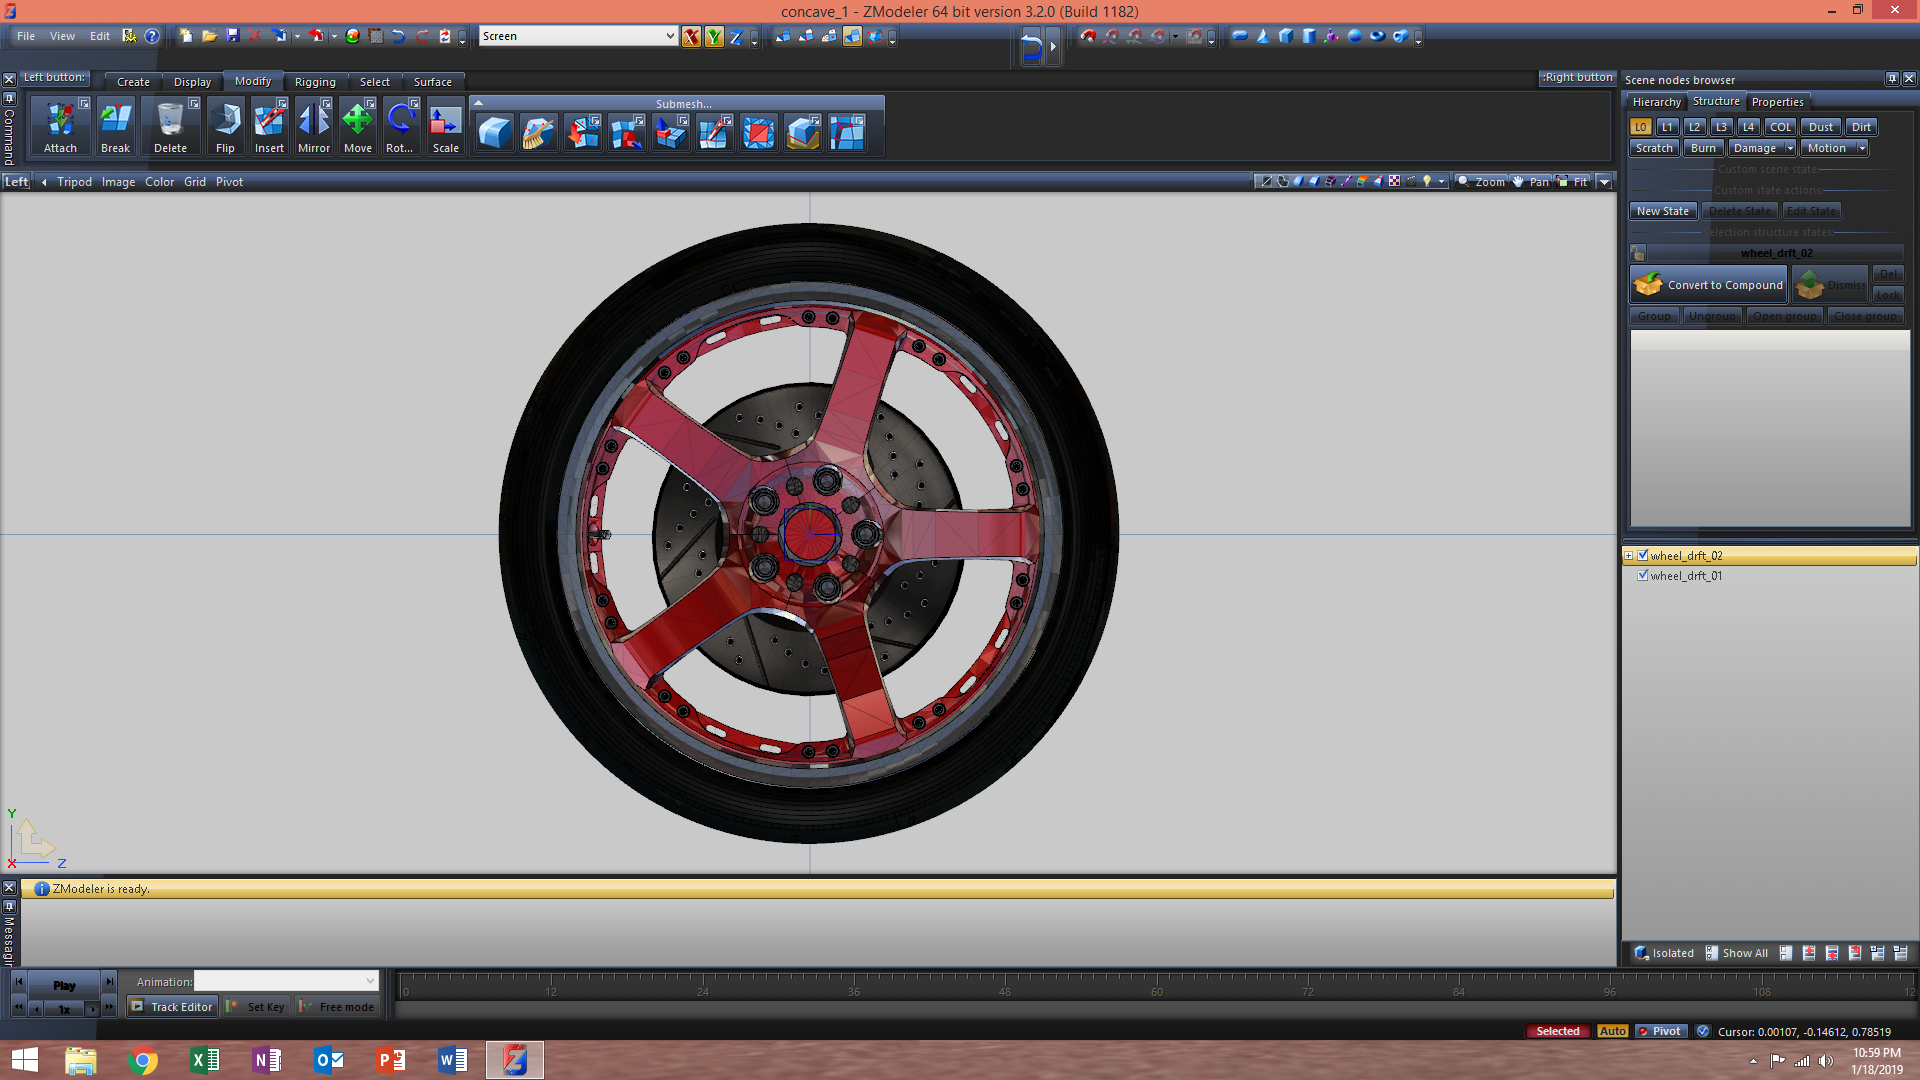 concave_1 - ZModeler 64 bit version 3.2.0 (Build 1182)
File View Edit
Screen
Left button:
Create Display Modify Rigging Select Surface
:Right button
Command
Attach Break Delete Flip Insert Mirror Move Rot... Scale
Submesh...
Left Tripod Image Color Grid Pivot
Zoom Pan Fit
Scene nodes browser
Hierarchy Structure Properties
L0 L1 L2 L3 L4 COL Dust Dirt
Scratch Burn Damage Motion
Custom scene state:
Custom state actions:
New State Delete State Edit State
Selection structure states:
wheel_drft_02
Convert to Compound Dismiss Del
Lock
Group Ungroup Open group Close group
wheel_drft_02
wheel_drft_01
Y
X Z
ZModeler is ready.
Messagin
Isolated Show All
Play Animation:
1x Track Editor Set Key Free mode
0 12 24 36 48 60 72 84 96 108 12
Selected Auto Pivot Cursor: 0.00107, -0.14612, 0.78519
10:59 PM
1/18/2019